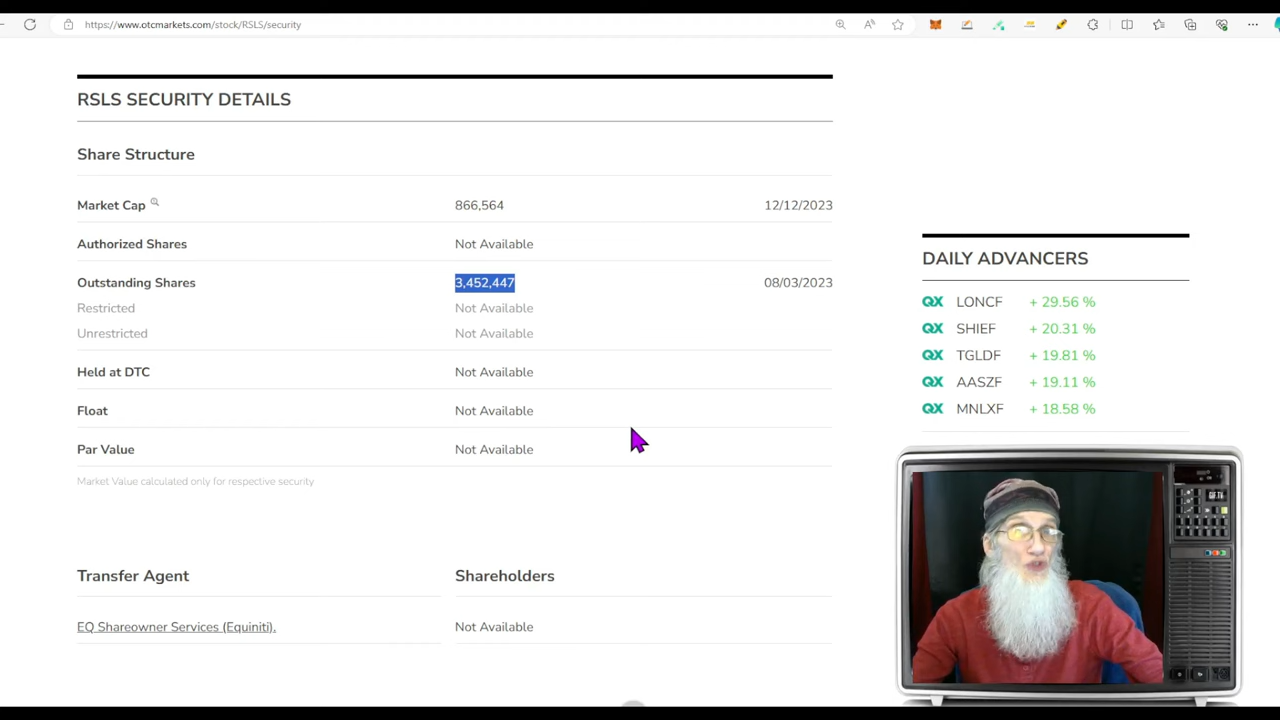 https://www.otcmarkets.com/stock/RSLS/security
RSLS SECURITY DETAILS
Share Structure
Market Cap 866,564 12/12/2023
Authorized Shares Not Available
Outstanding Shares 3,452,447 08/03/2023
Restricted Not Available
Unrestricted Not Available
Held at DTC Not Available
Float Not Available
Par Value Not Available
Market Value calculated only for respective security
Transfer Agent Shareholders
EQ Shareowner Services (Equiniti). Not Available
DAILY ADVANCERS
QX LONCF + 29.56 %
QX SHIEF + 20.31 %
QX TGLDF + 19.81 %
QX AASZF + 19.11 %
QX MNLXF + 18.58 %